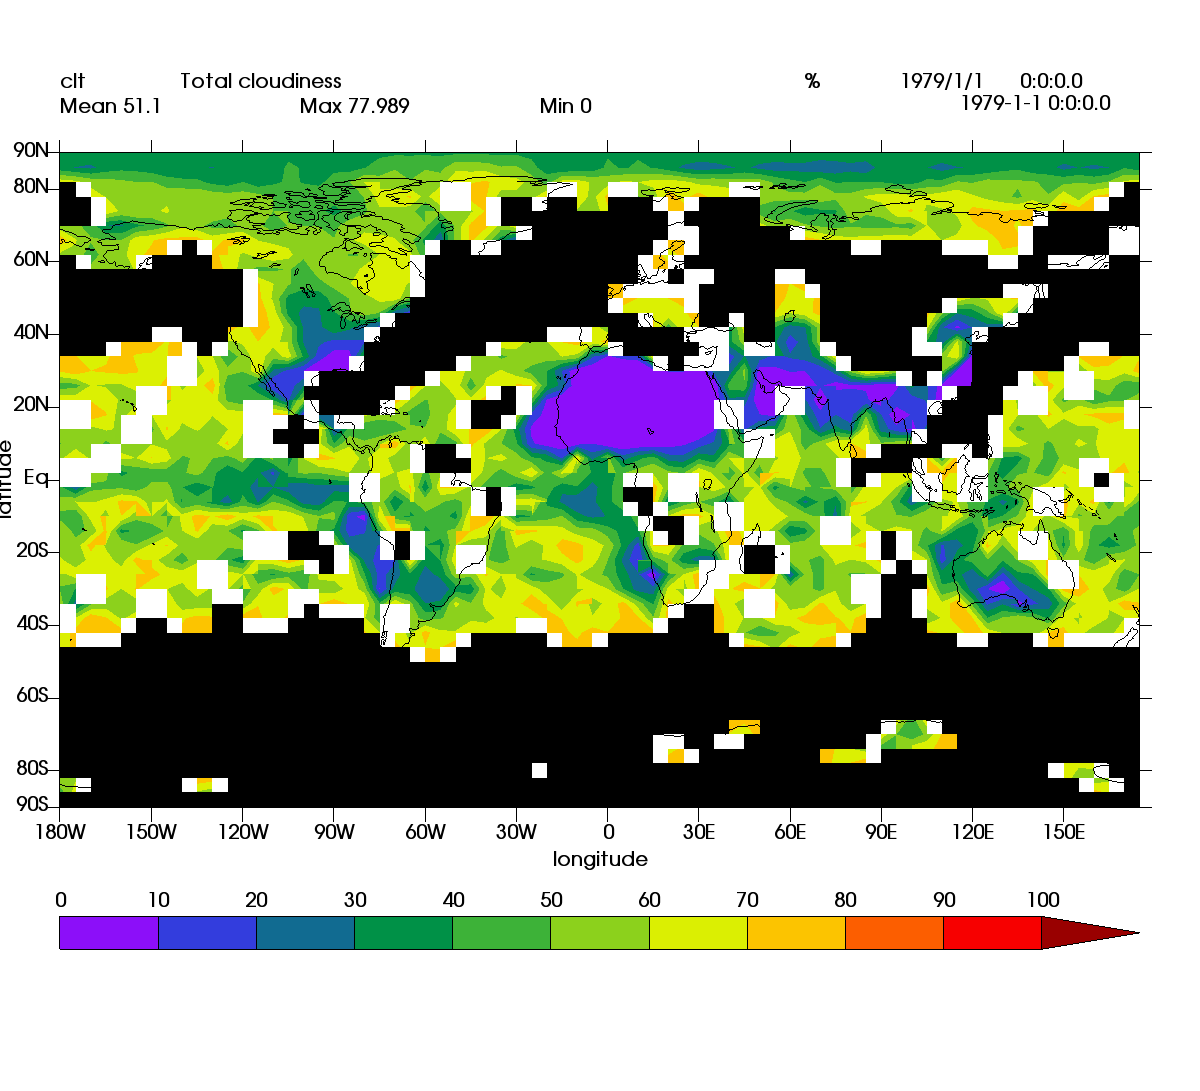 clt Total cloudiness % 1979/1/1 0:0:0.0
Mean 51.1 Max 77.989 Min 0 1979-1-1 0:0:0.0
90N
80N
60N
40N
20N
Eq
20S
40S
60S
80S
90S
latitude
180W 150W 120W 90W 60W 30W 0 30E 60E 90E 120E 150E
longitude
0 10 20 30 40 50 60 70 80 90 100